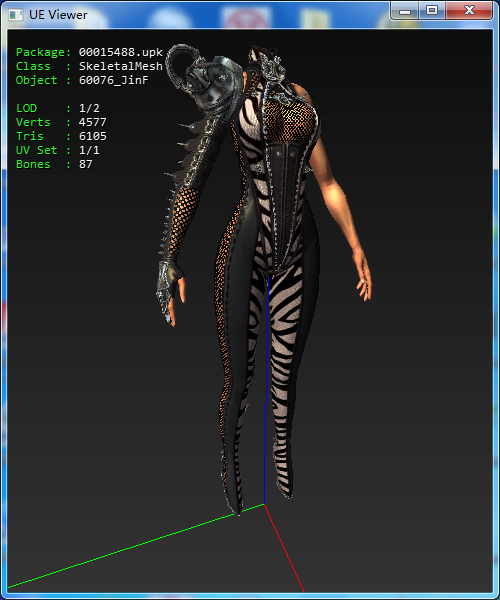 UE Viewer
Package: 00015488.upk
Class : SkeletalMesh
Object : 60076_JinF
LOD : 1/2
Verts : 4577
Tris : 6105
UV Set : 1/1
Bones : 87